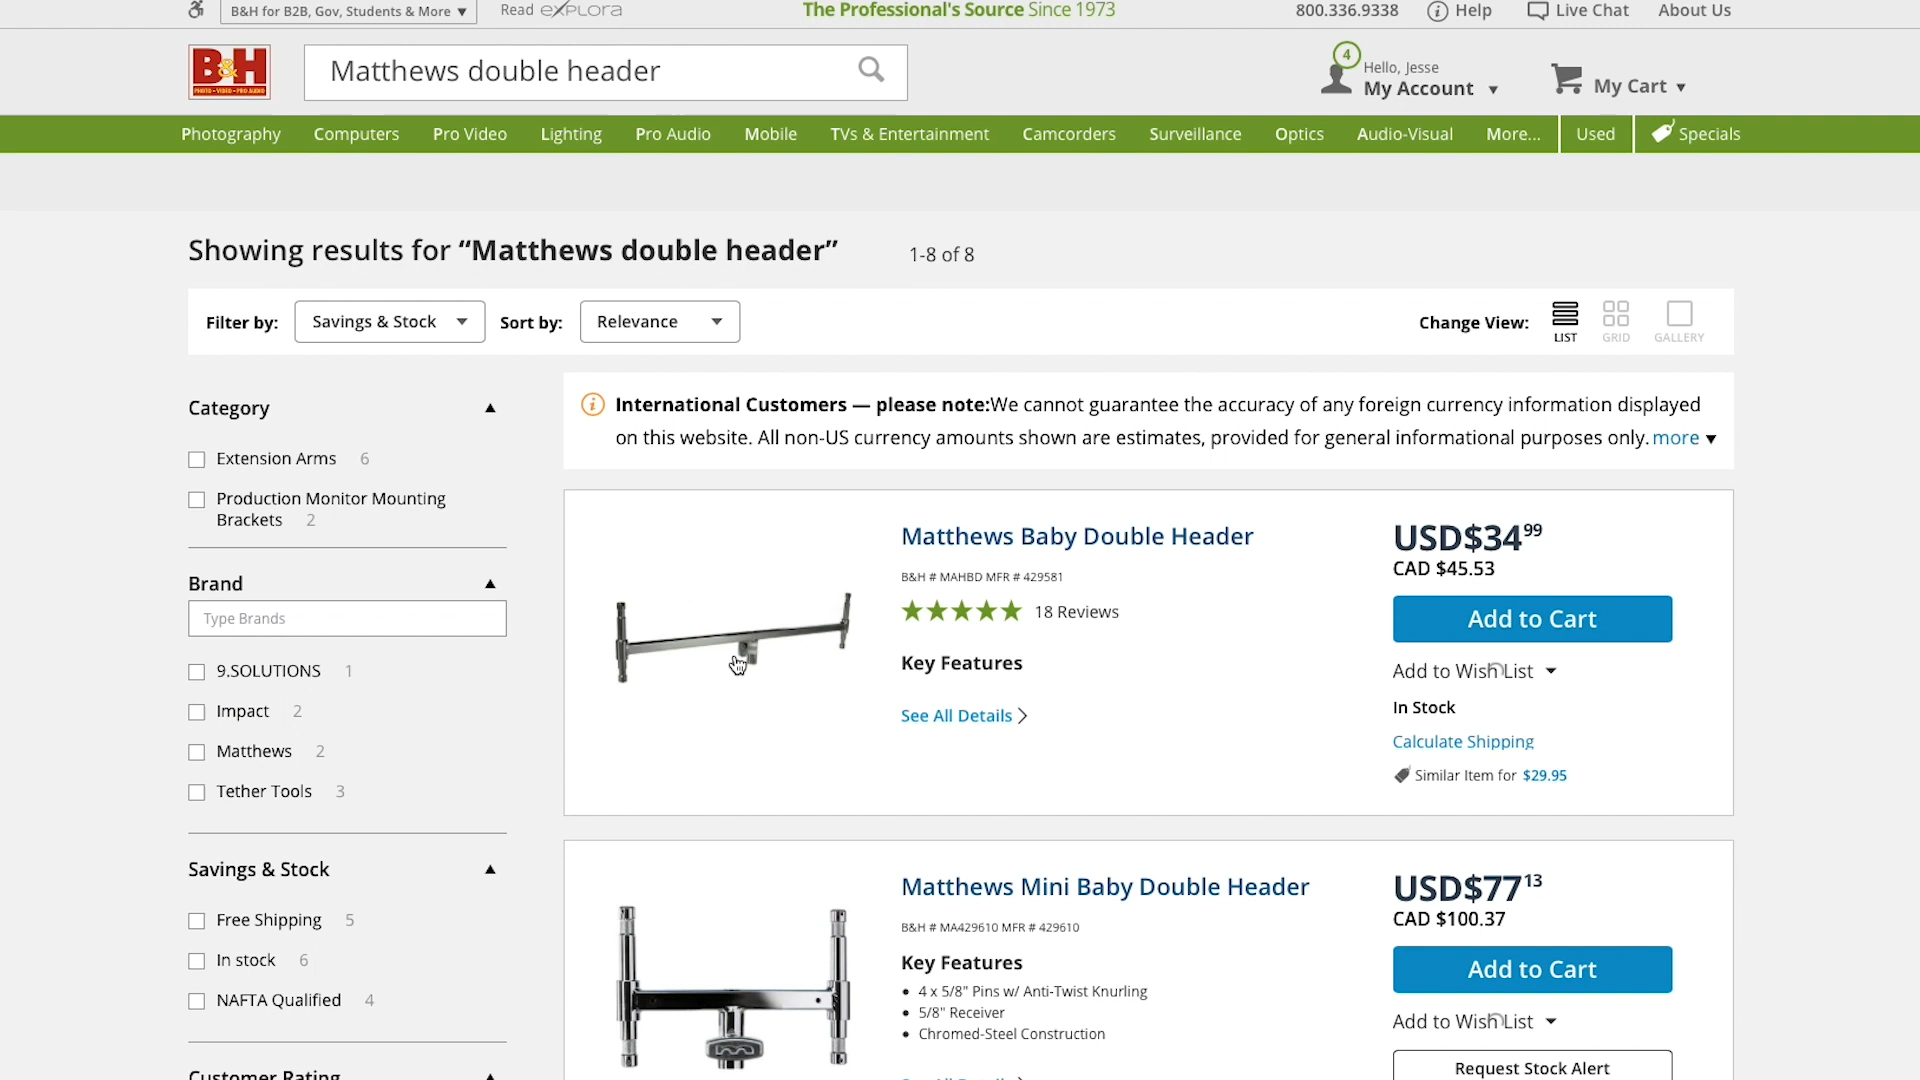 B&H for B2B, Gov, Students & More ▼
Read eXPLORA
The Professional's Source Since 1973
800.336.9338
Help
Live Chat
About Us
B&H
PHOTO • VIDEO • PRO AUDIO
Matthews double header
4
Hello, Jesse
My Account ▼
My Cart ▼
Photography
Computers
Pro Video
Lighting
Pro Audio
Mobile
TVs & Entertainment
Camcorders
Surveillance
Optics
Audio-Visual
More...
Used
Specials
Showing results for “Matthews double header”
1-8 of 8
Filter by:
Savings & Stock
Sort by:
Relevance
Change View:
LIST
GRID
GALLERY
Category
Extension Arms 6
Production Monitor Mounting
Brackets 2
Brand
Type Brands
9.SOLUTIONS 1
Impact 2
Matthews 2
Tether Tools 3
Savings & Stock
Free Shipping 5
In stock 6
NAFTA Qualified 4
Customer Rating
International Customers — please note:We cannot guarantee the accuracy of any foreign currency information displayed
on this website. All non-US currency amounts shown are estimates, provided for general informational purposes only. more ▼
Matthews Baby Double Header
B&H # MAHBD MFR # 429581
18 Reviews
Key Features
See All Details
USD$34 99
CAD $45.53
Add to Cart
Add to Wish List
In Stock
Calculate Shipping
Similar Item for $29.95
Matthews Mini Baby Double Header
B&H # MA429610 MFR # 429610
Key Features
• 4 x 5/8" Pins w/ Anti-Twist Knurling
• 5/8" Receiver
• Chromed-Steel Construction
USD$77 13
CAD $100.37
Add to Cart
Add to Wish List
Request Stock Alert